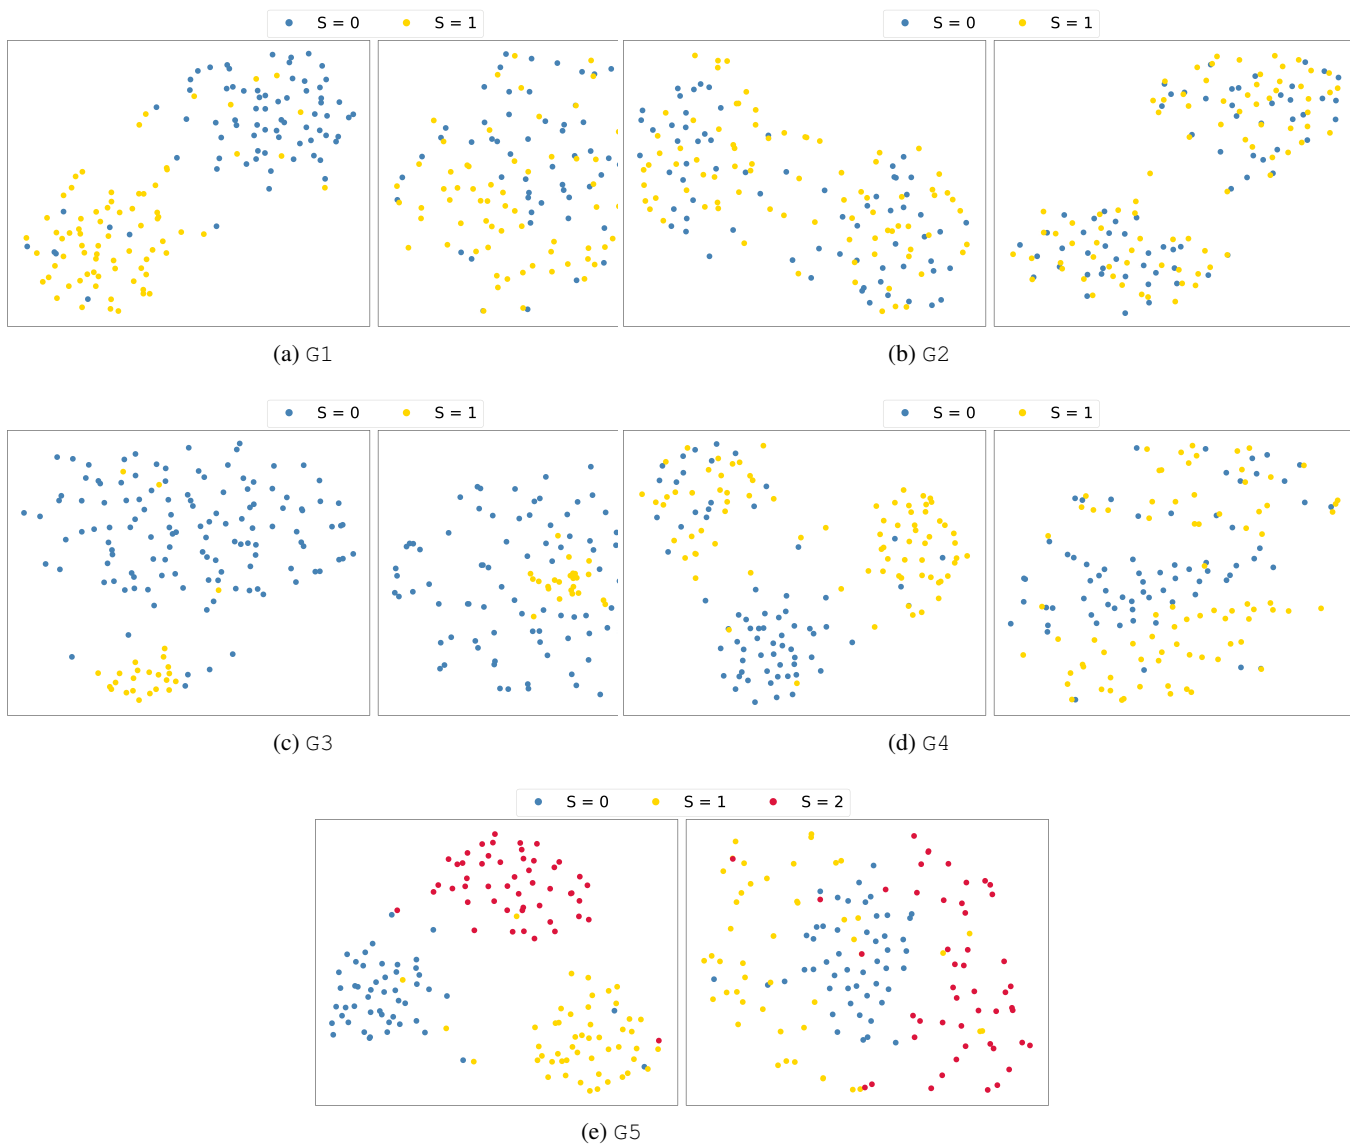 S = 0 S = 1
S = 0 S = 1
(a) G1
(b) G2
S = 0 S = 1
S = 0 S = 1
(c) G3
(d) G4
S = 0 S = 1 S = 2
(e) G5